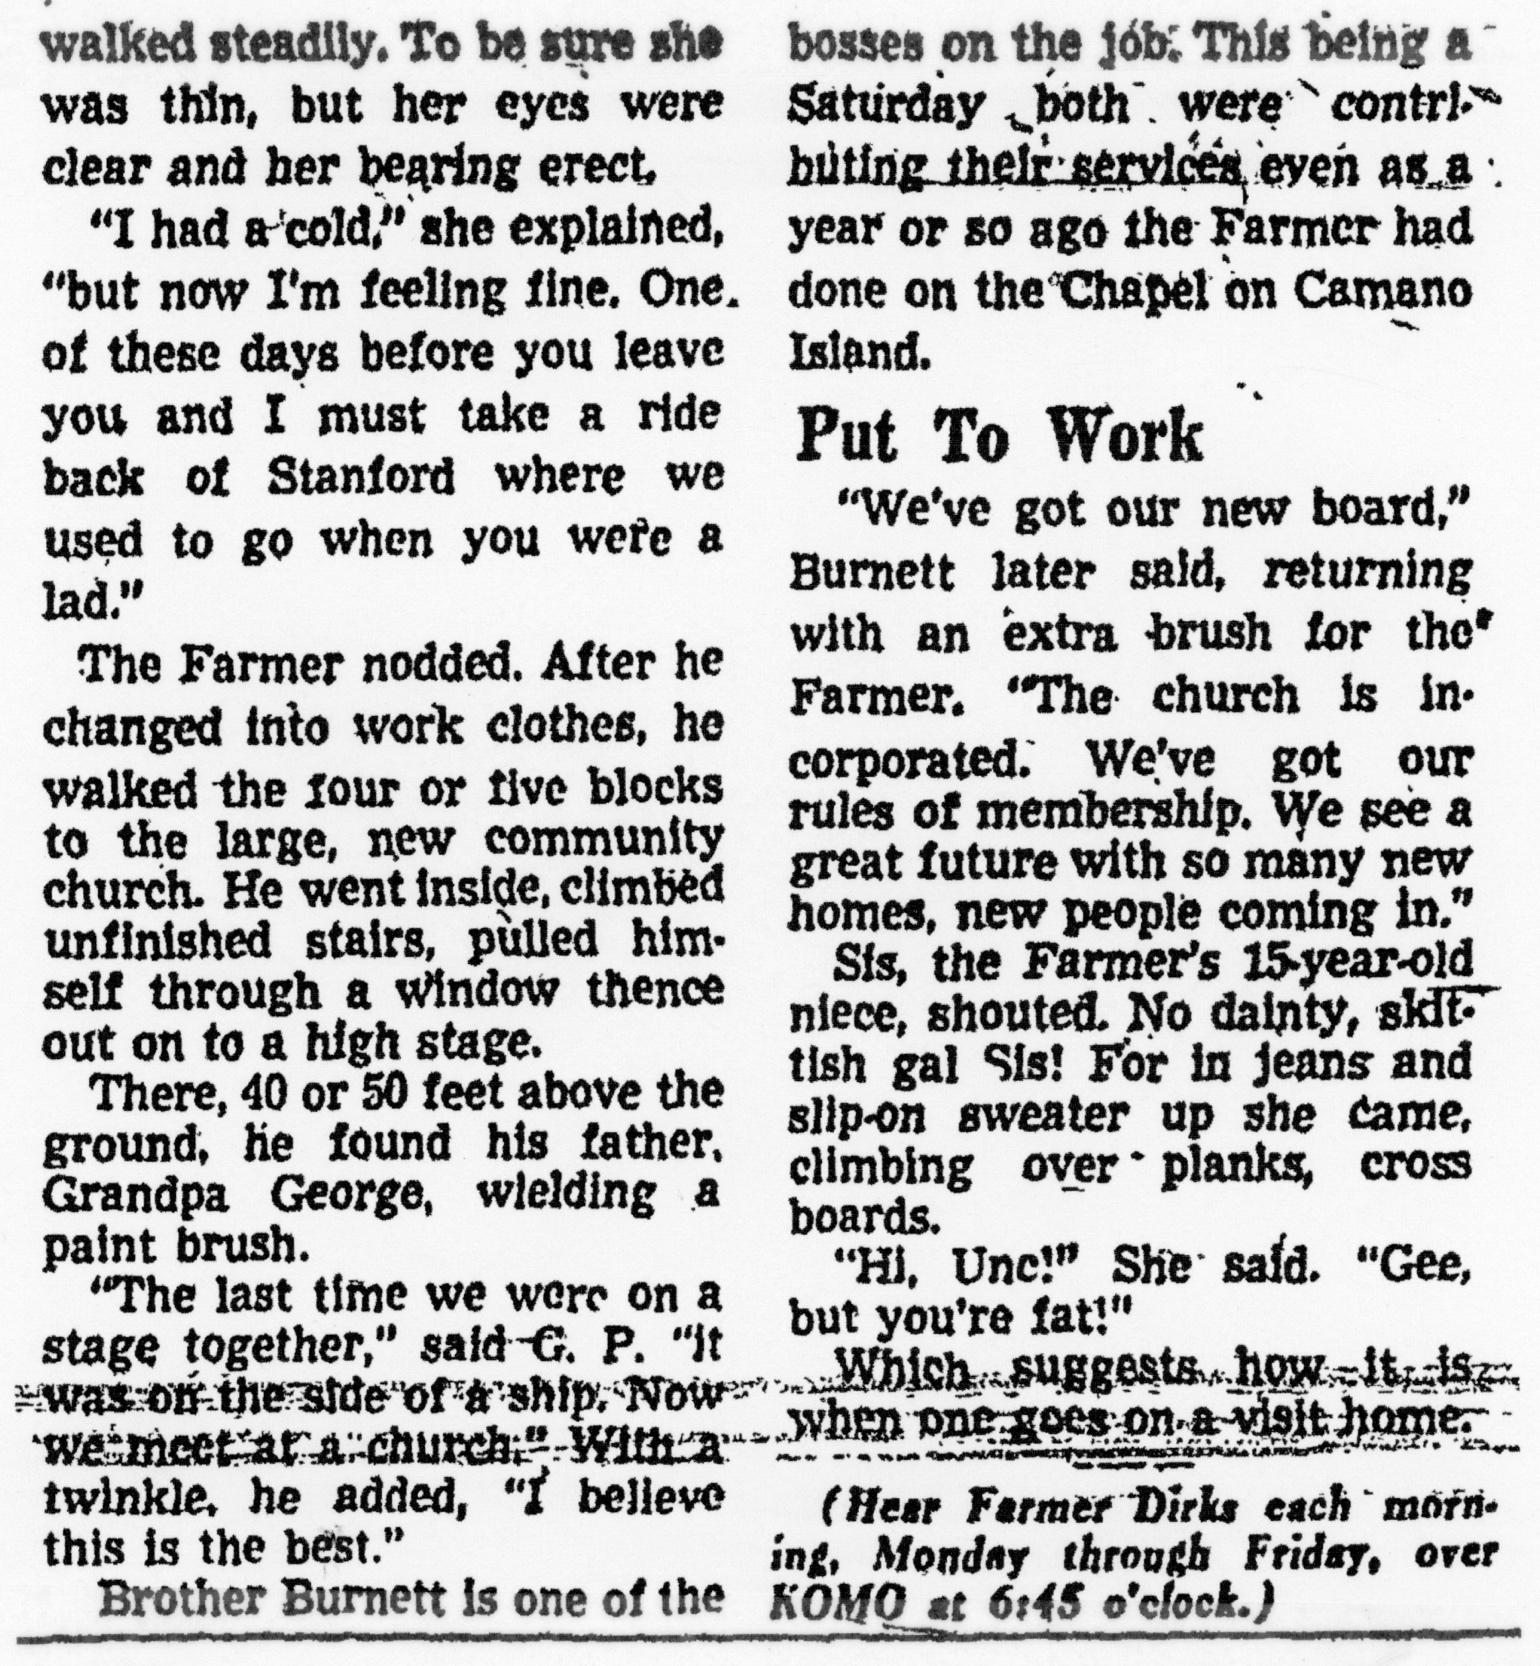 walked steadily. To be sure she
was thin, but her eyes were
clear and her bearing erect.
"I had a cold," she explained,
"but now I'm feeling fine. One
of these days before you leave
you and I must take a ride
back of Stanford where we
used to go when you were a
lad."
The Farmer nodded. After he
changed into work clothes, he
walked the four or five blocks
to the large, new community
church. He went inside, climbed
unfinished stairs, pulled him-
self through a window thence
out on to a high stage.
There, 40 or 50 feet above the
ground, he found his father,
Grandpa George, wielding a
paint brush.
"The last time we were on a
stage together," said G. P. "it
was on the side of a ship. Now
we meet at a church." With a
twinkle, he added, "I believe
this is the best."
Brother Burnett is one of the
bosses on the job. This being a
Saturday both were contri-
buting their services even as a
year or so ago the Farmer had
done on the Chapel on Camano
Island.
Put To Work
"We've got our new board,"
Burnett later said, returning
with an extra brush for the
Farmer. "The church is in-
corporated. We've got our
rules of membership. We see a
great future with so many new
homes, new people coming in."
Sis, the Farmer's 15-year-old
niece, shouted. No dainty, skit-
tish gal Sis! For in jeans and
slip-on sweater up she came,
climbing over planks, cross
boards.
"Hi, Unc!" She said. "Gee,
but you're fat!"
Which suggests how it is
when one goes on a visit home.
(Hear Farmer Dirks each morn-
ing, Monday through Friday, over
KOMO at 6:45 o'clock.)